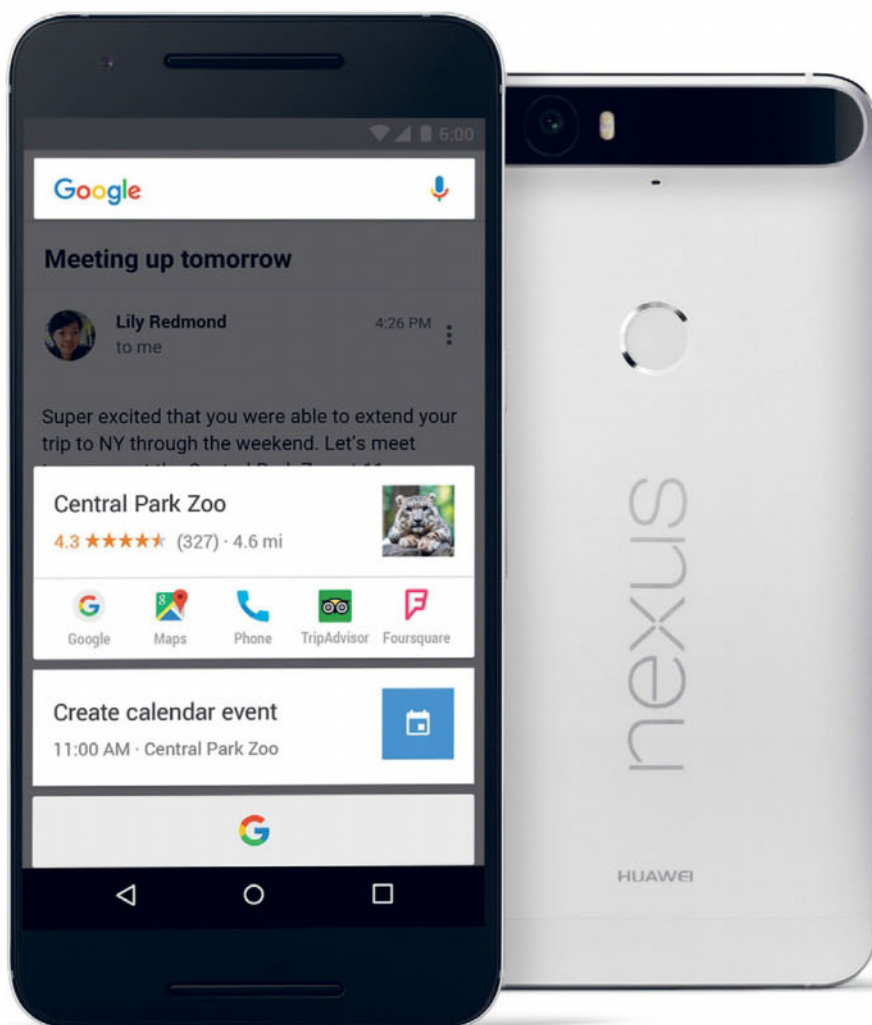 6:00
Google
Meeting up tomorrow
Lily Redmond
4:26 PM
to me
Super excited that you were able to extend your
trip to NY through the weekend. Let's meet
Central Park Zoo
4.3 (327) · 4.6 mi
Google Maps Phone TripAdvisor Foursquare
Create calendar event
11:00 AM · Central Park Zoo
G
nexus
HUAWEI